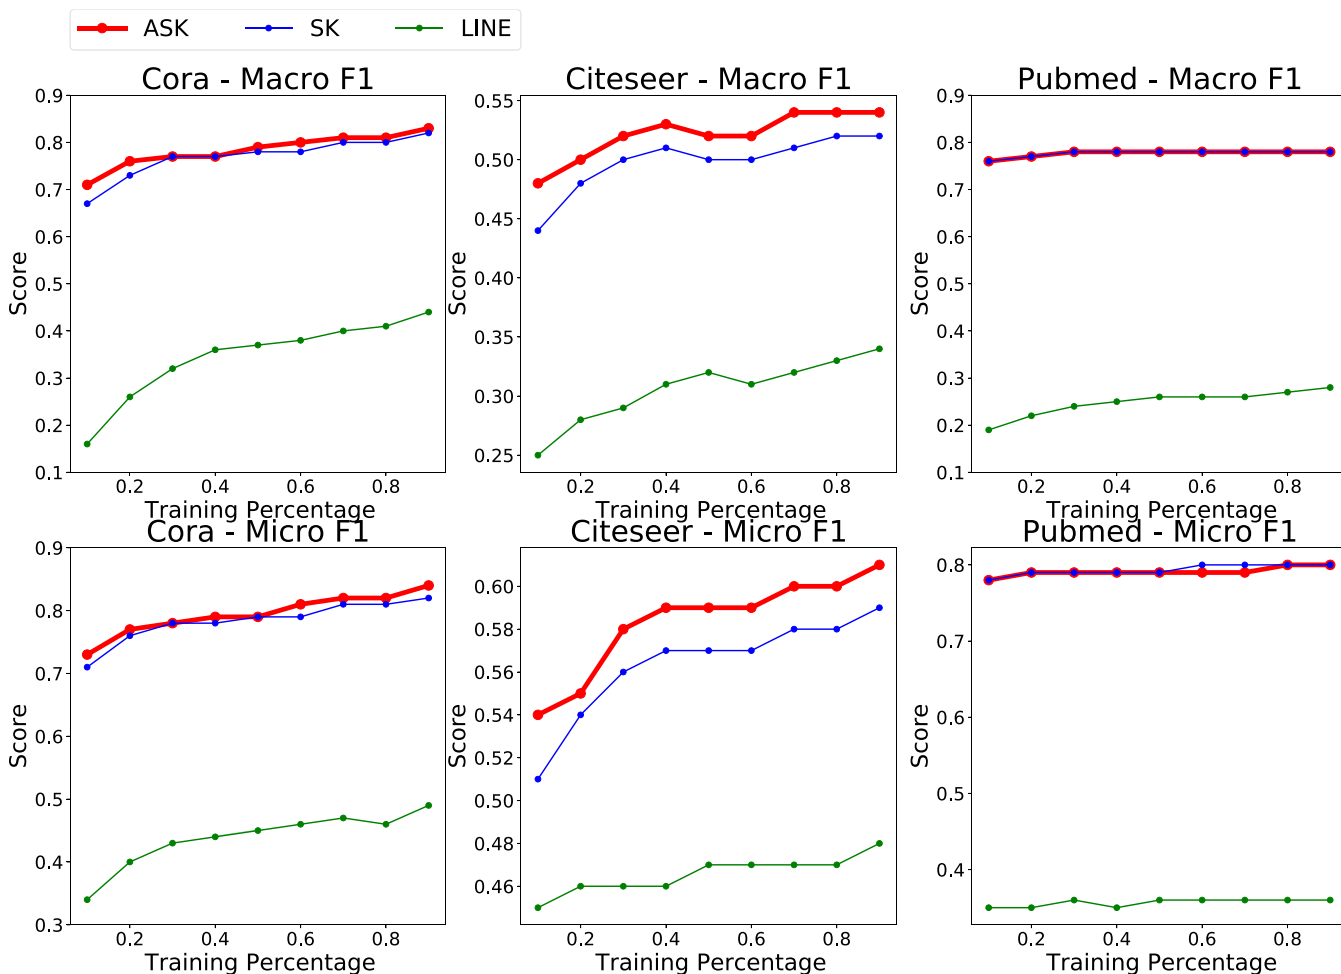 ASK SK LINE
Cora - Macro F1
0.9
0.8
0.7
0.6
0.5
0.4
0.3
0.2
0.1
Score
0.2 0.4 0.6 0.8
Training Percentage
Citeseer - Macro F1
0.55
0.50
0.45
0.40
0.35
0.30
0.25
Score
0.2 0.4 0.6 0.8
Training Percentage
Pubmed - Macro F1
0.9
0.8
0.7
0.6
0.5
0.4
0.3
0.2
0.1
Score
0.2 0.4 0.6 0.8
Training Percentage
Cora - Micro F1
0.9
0.8
0.7
0.6
0.5
0.4
0.3
Score
0.2 0.4 0.6 0.8
Training Percentage
Citeseer - Micro F1
0.60
0.58
0.56
0.54
0.52
0.50
0.48
0.46
Score
0.2 0.4 0.6 0.8
Training Percentage
Pubmed - Micro F1
0.8
0.7
0.6
0.5
0.4
Score
0.2 0.4 0.6 0.8
Training Percentage